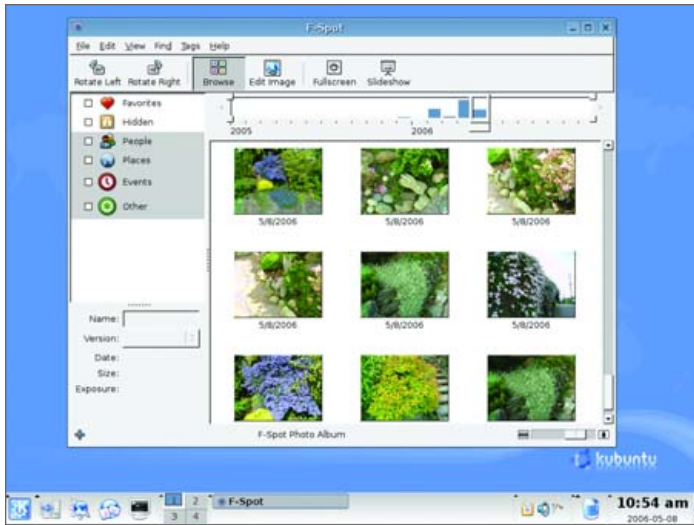 F-Spot
File Edit View Find Tags Help
Rotate Left Rotate Right Browse Edit Image Fullscreen Slideshow
Favorites
Hidden
People
Places
Events
Other
2005 2006
5/8/2006 5/8/2006 5/8/2006
5/8/2006 5/8/2006 5/8/2006
Name:
Version:
Date:
Size:
Exposure:
F-Spot Photo Album
kubuntu
1 2
3 4
F-Spot
10:54 am
2006-05-08